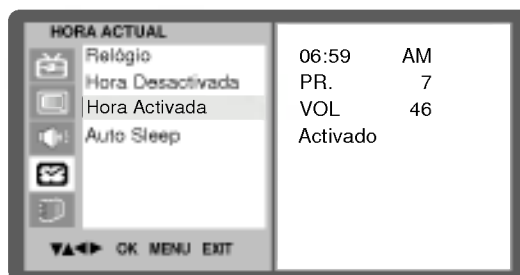 HORA ACTUAL
Relógio
Hora Desactivada
Hora Activada
Auto Sleep
▼▲◀▶ OK MENU EXIT
06:59 AM
PR. 7
VOL 46
Activado